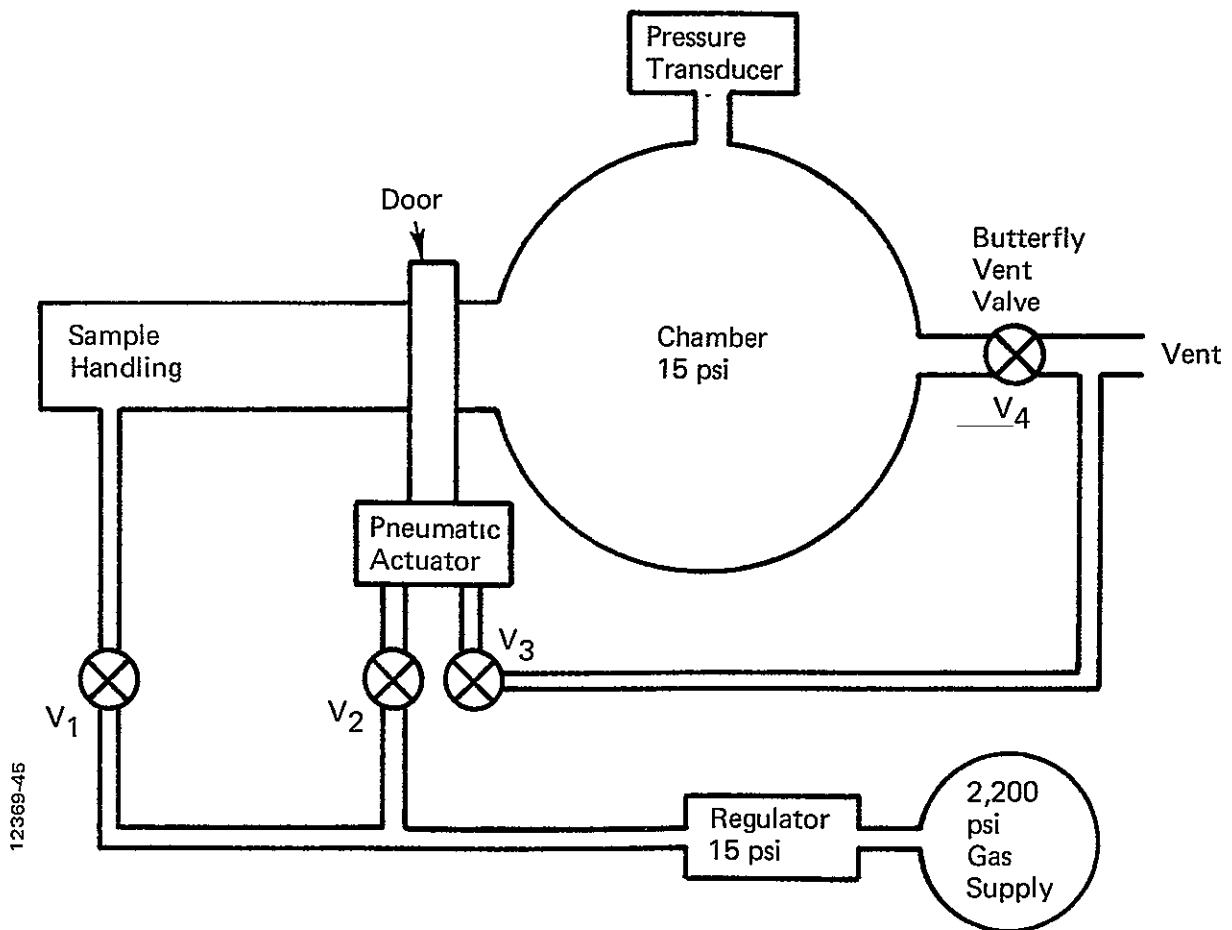 Pressure
Transducer
Door
Butterfly
Vent
Valve
Sample
Handling
Chamber
15 psi
Vent
V4
Pneumatic
Actuator
V3
V1
V2
12369-45
Regulator
15 psi
2,200
psi
Gas
Supply